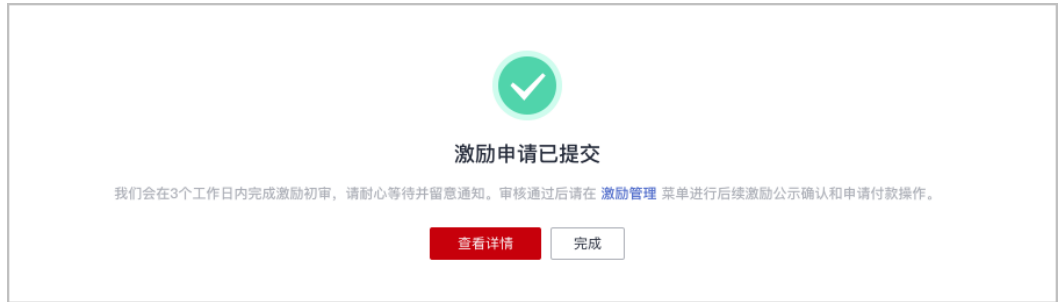 激励申请已提交
我们会在3个工作日内完成激励初审，请耐心等待并留意通知。审核通过后请在 激励管理 菜单进行后续激励公示确认和申请付款操作。
查看详情 完成